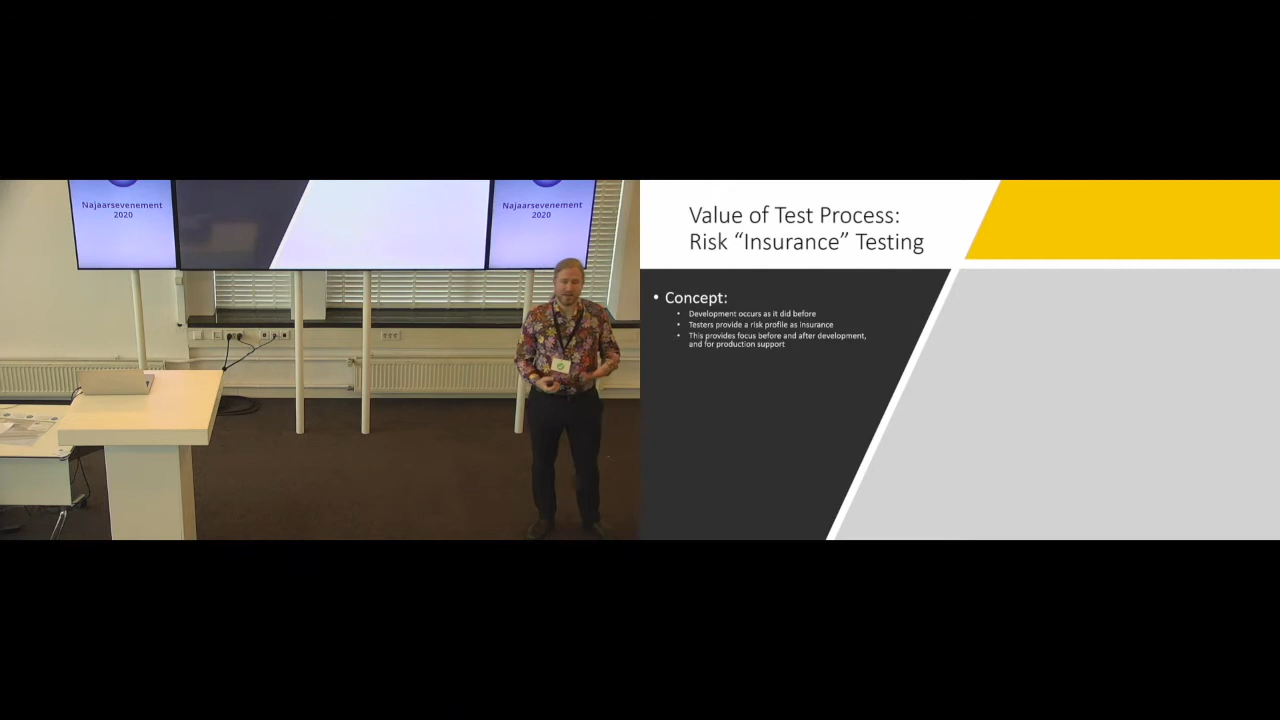 Najaarsevenement
2020
Najaarsevenement
2020
Value of Test Process:
Risk “Insurance” Testing
• Concept:
• Development occurs as it did before
• Testers provide a risk profile as insurance
• This provides focus before and after development,
and for production support